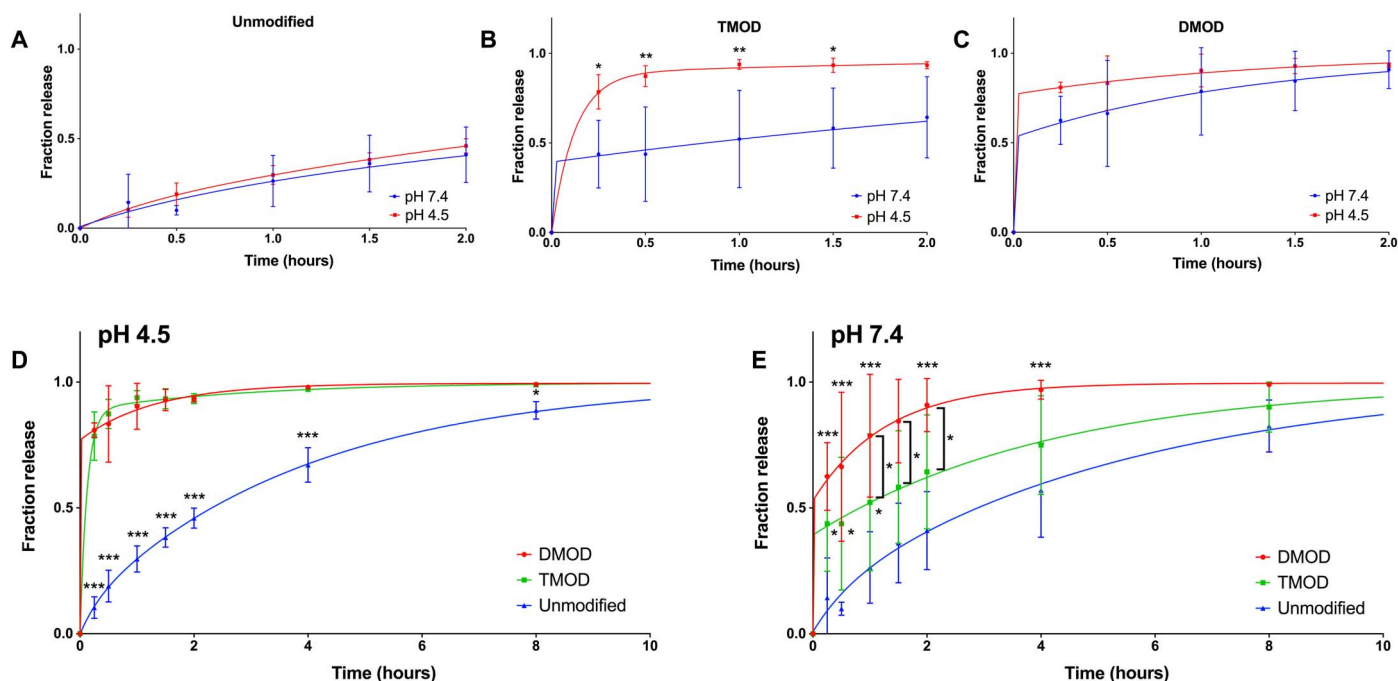 A
Unmodified
Fraction release
1.0
0.5
0.0
0.0 0.5 1.0 1.5 2.0
Time (hours)
pH 7.4
pH 4.5
B
TMOD
* ** ** *
Fraction release
1.0
0.5
0.0
0.0 0.5 1.0 1.5 2.0
Time (hours)
pH 7.4
pH 4.5
C
DMOD
Fraction release
1.0
0.5
0.0
0.0 0.5 1.0 1.5 2.0
Time (hours)
pH 7.4
pH 4.5
D
pH 4.5
Fraction release
1.0
0.5
0.0
*** *** *** *** *** *** *
DMOD
TMOD
Unmodified
0 2 4 6 8 10
Time (hours)
E
pH 7.4
Fraction release
1.0
0.5
0.0
*** *** *** *** ***
* * *
* * *
DMOD
TMOD
Unmodified
0 2 4 6 8 10
Time (hours)